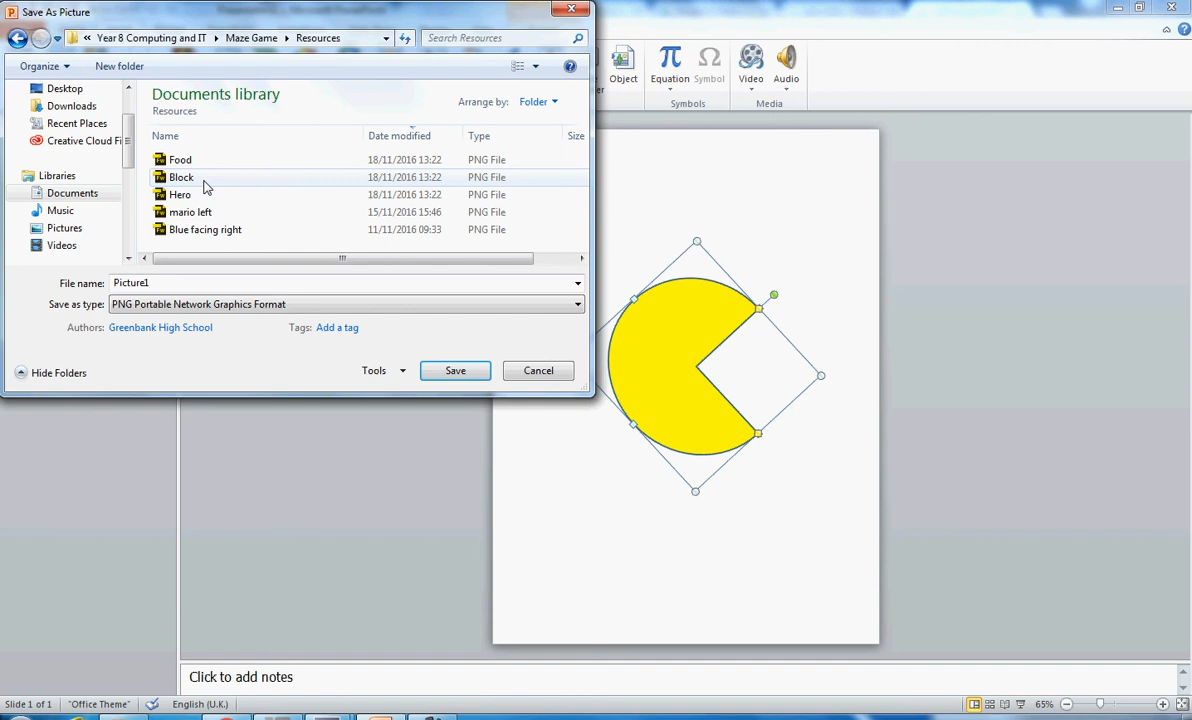 Save As Picture
« Year 8 Computing and IT Maze Game Resources
Search Resources
Organize New folder
Desktop
Downloads
Recent Places
Creative Cloud Fi
Libraries
Documents
Music
Pictures
Videos
Documents library
Resources
Arrange by: Folder
Name Date modified Type Size
Food 18/11/2016 13:22 PNG File
Block 18/11/2016 13:22 PNG File
Hero 18/11/2016 13:22 PNG File
mario left 15/11/2016 15:46 PNG File
Blue facing right 11/11/2016 09:33 PNG File
File name: Picture1
Save as type: PNG Portable Network Graphics Format
Authors: Greenbank High School Tags: Add a tag
Hide Folders Tools Save Cancel
er Object Equation Symbol Video Audio
Symbols Media
Click to add notes
Slide 1 of 1 "Office Theme" English (U.K.) 65%